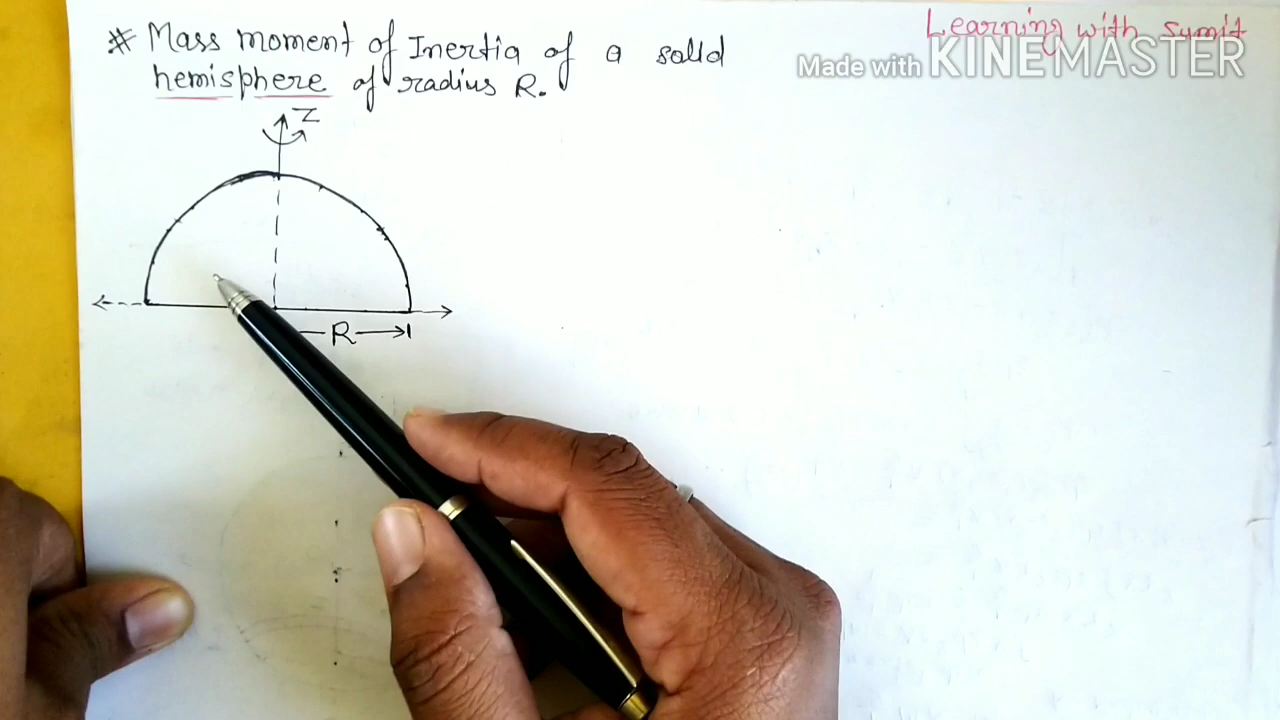 Learning with sumit
Made with KINEMASTER
* Mass moment of Inertia of a solid
hemisphere of radius R.
Z
R